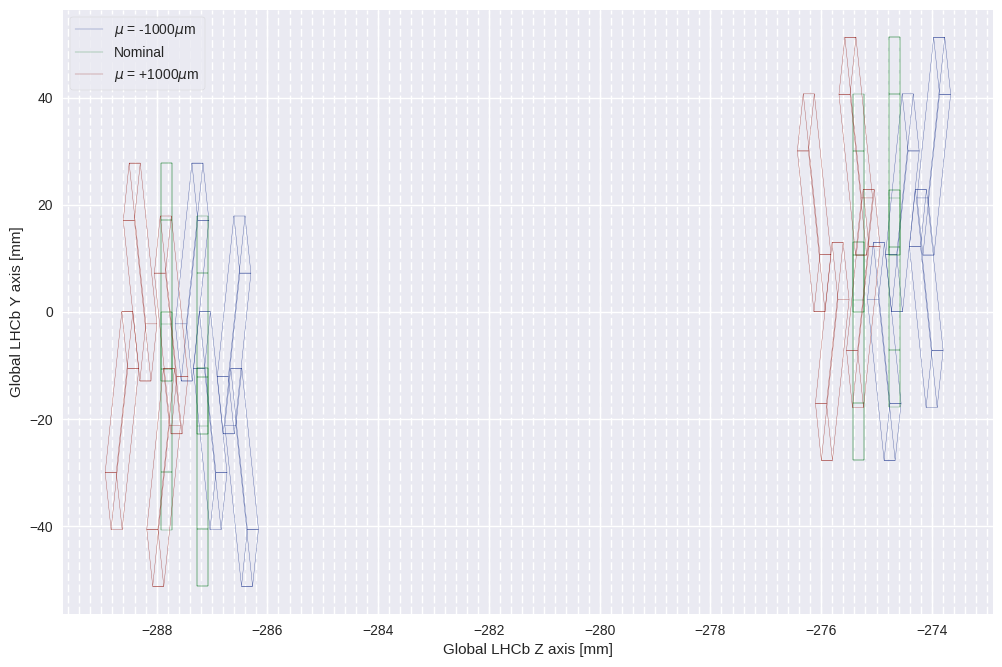 μ = -1000μm
Nominal
μ = +1000μm
Global LHCb Y axis [mm]
40
20
0
−20
−40
−288
−286
−284
−282
−280
−278
−276
−274
Global LHCb Z axis [mm]